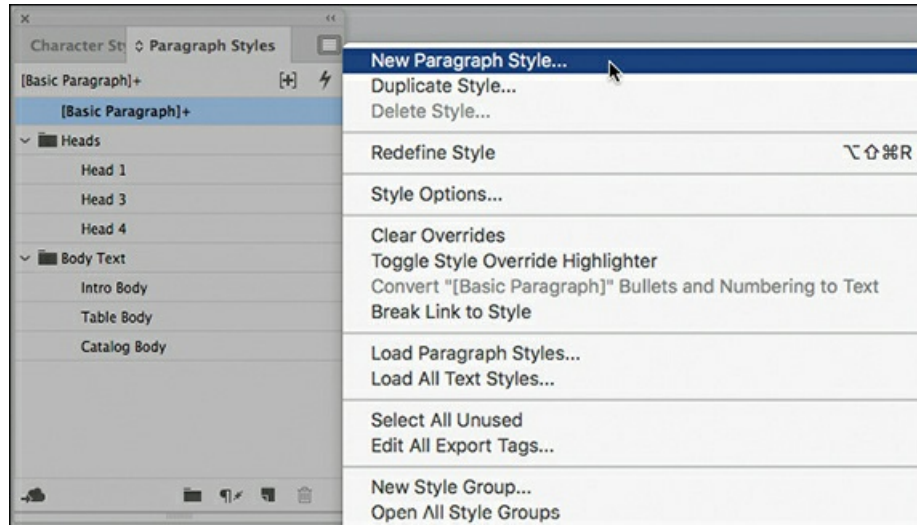 Character St Paragraph Styles
[Basic Paragraph]+
[Basic Paragraph]+
Heads
Head 1
Head 3
Head 4
Body Text
Intro Body
Table Body
Catalog Body
New Paragraph Style...
Duplicate Style...
Delete Style...
Redefine Style ⌥⇧⌘R
Style Options...
Clear Overrides
Toggle Style Override Highlighter
Convert "[Basic Paragraph]" Bullets and Numbering to Text
Break Link to Style
Load Paragraph Styles...
Load All Text Styles...
Select All Unused
Edit All Export Tags...
New Style Group...
Open All Style Groups